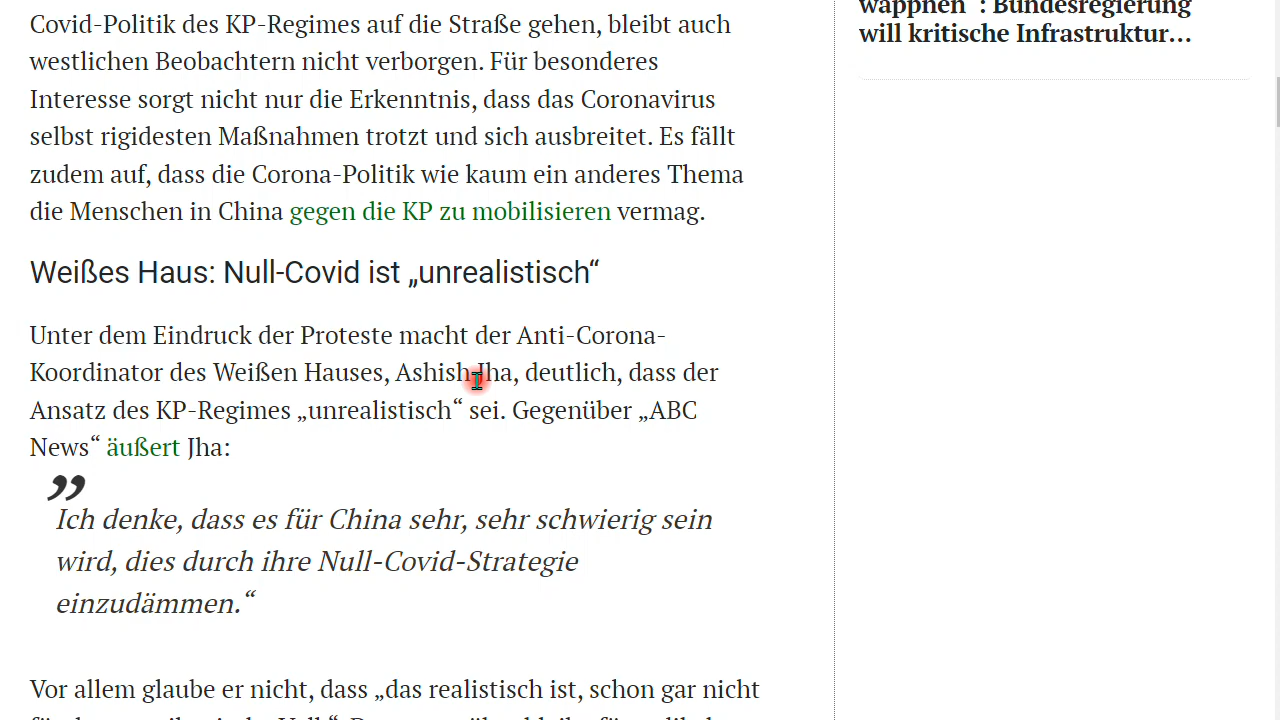 Covid-Politik des KP-Regimes auf die Straße gehen, bleibt auch
westlichen Beobachtern nicht verborgen. Für besonderes
Interesse sorgt nicht nur die Erkenntnis, dass das Coronavirus
selbst rigidesten Maßnahmen trotzt und sich ausbreitet. Es fällt
zudem auf, dass die Corona-Politik wie kaum ein anderes Thema
die Menschen in China gegen die KP zu mobilisieren vermag.
Weißes Haus: Null-Covid ist „unrealistisch“
Unter dem Eindruck der Proteste macht der Anti-Corona-
Koordinator des Weißen Hauses, Ashish Jha, deutlich, dass der
Ansatz des KP-Regimes „unrealistisch“ sei. Gegenüber „ABC
News“ äußert Jha:
”
Ich denke, dass es für China sehr, sehr schwierig sein
wird, dies durch ihre Null-Covid-Strategie
einzudämmen.“
Vor allem glaube er nicht, dass „das realistisch ist, schon gar nicht
wappnen“: Bundesregierung
will kritische Infrastruktur…